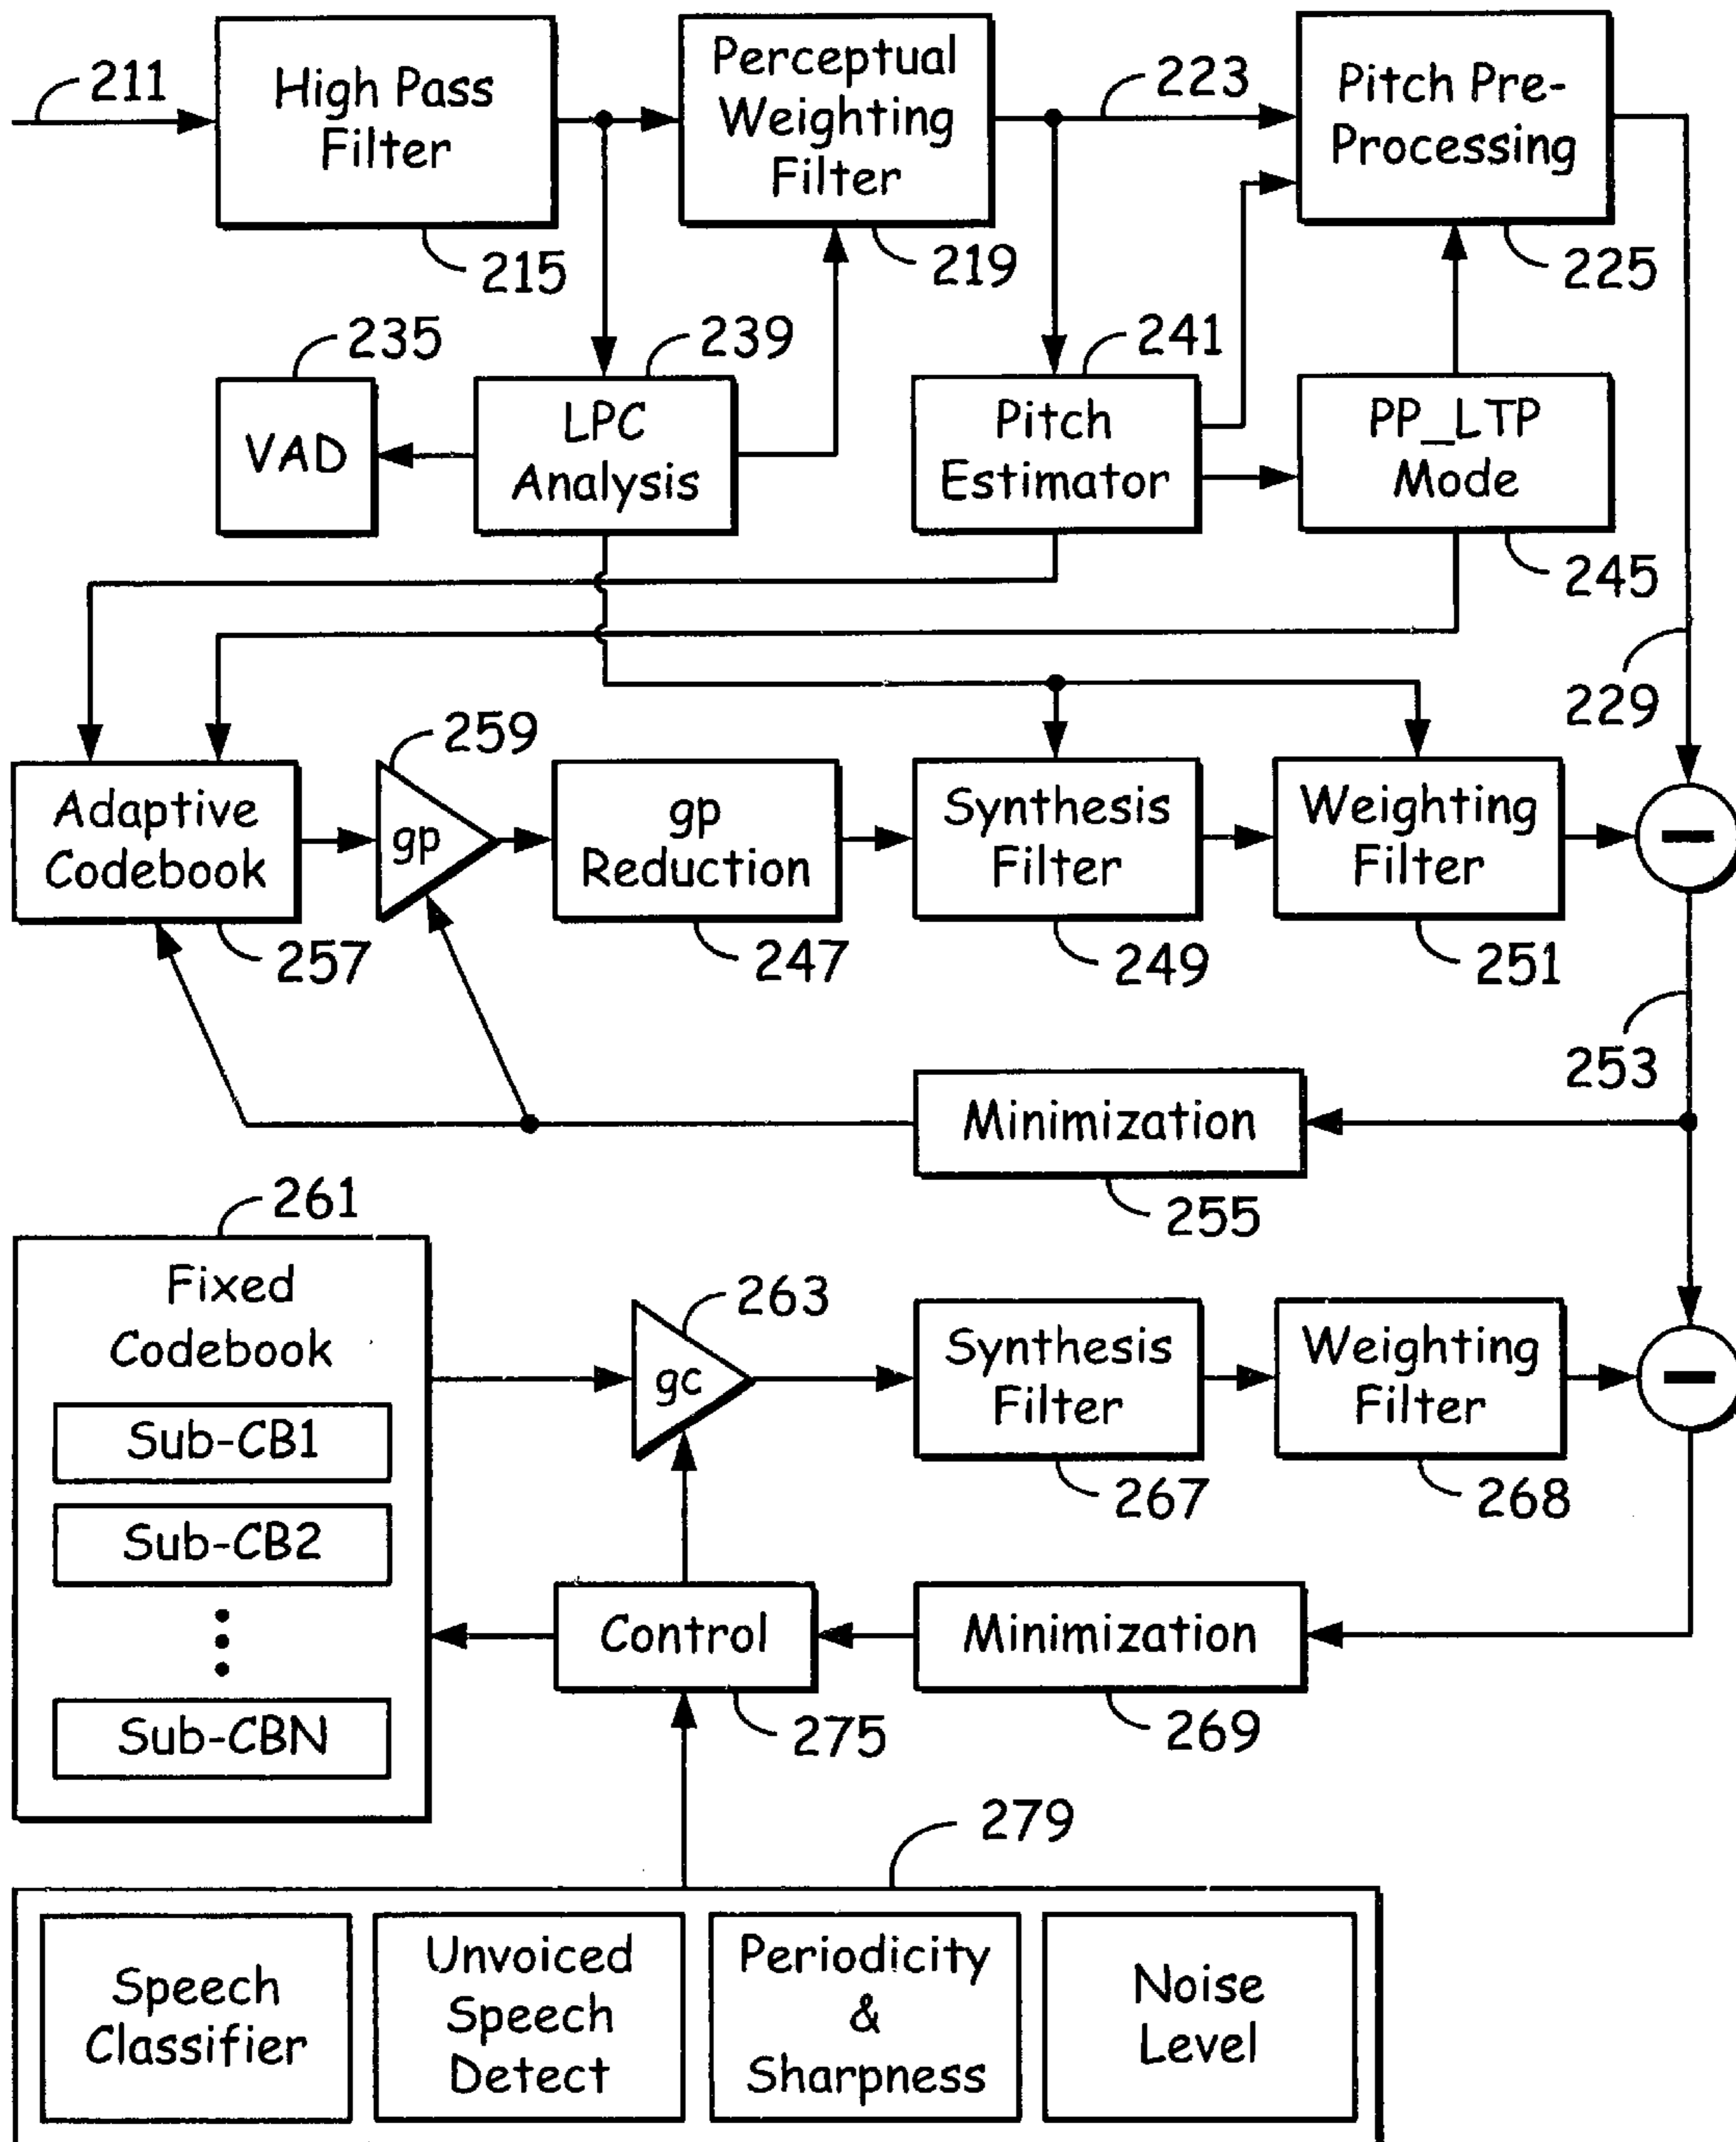 211
High Pass
Filter
215
Perceptual
Weighting
Filter
219
223
Pitch Pre-
Processing
225
235
VAD
239
LPC
Analysis
241
Pitch
Estimator
PP_LTP
Mode
245
229
259
Adaptive
Codebook
257
gp
gp
Reduction
247
Synthesis
Filter
249
Weighting
Filter
251
253
Minimization
255
261
Fixed
Codebook
Sub-CB1
Sub-CB2
Sub-CBN
263
gc
Synthesis
Filter
267
Weighting
Filter
268
Control
275
Minimization
269
279
Speech
Classifier
Unvoiced
Speech
Detect
Periodicity
&
Sharpness
Noise
Level